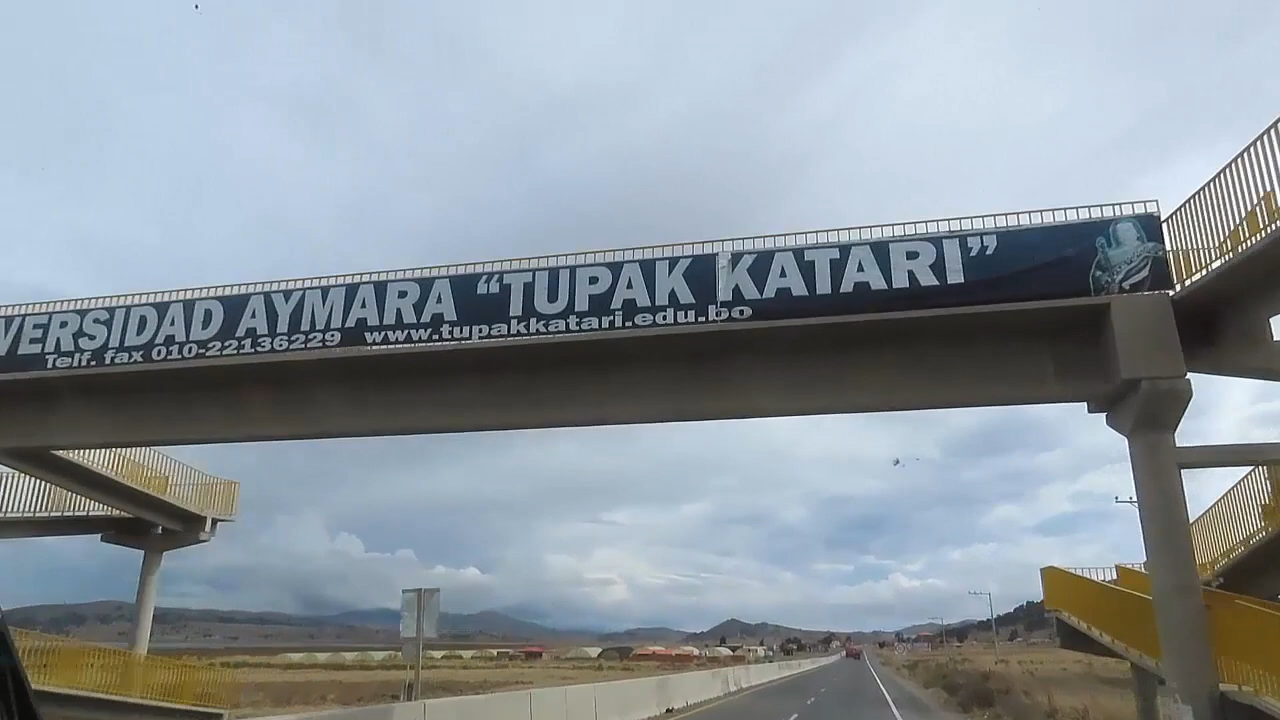 VERSIDAD AYMARA “TUPAK KATARI”
Telf. fax 010-22136229 www.tupakkatari.edu.bo